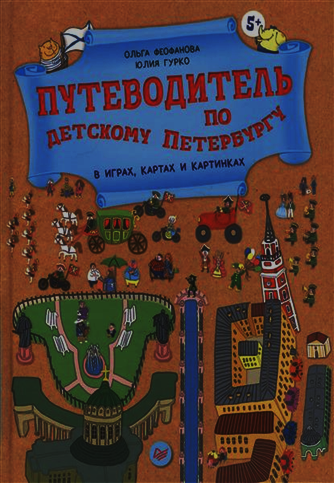 ОЛЬГА ФЕОФАНОВА
ЮЛИЯ ГУРКО
5+
ПУТЕВОДИТЕЛЬ
ПО
ДЕТСКОМУ ПЕТЕРБУРГУ
В ИГРАХ, КАРТАХ И КАРТИНКАХ